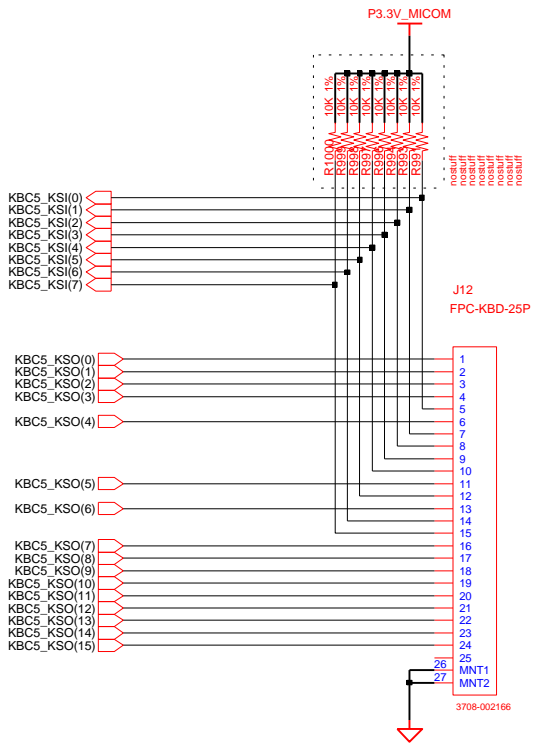 P3.3V_MICOM
10K 1%
10K 1%
10K 1%
10K 1%
10K 1%
10K 1%
10K 1%
10K 1%
R1000
R999
R997
R993
nostuff
nostuff
nostuff
nostuff
nostuff
nostuff
nostuff
nostuff
KBC5_KSI(0)
KBC5_KSI(1)
KBC5_KSI(2)
KBC5_KSI(3)
KBC5_KSI(4)
KBC5_KSI(5)
KBC5_KSI(6)
KBC5_KSI(7)
J12
FPC-KBD-25P
KBC5_KSO(0)
KBC5_KSO(1)
KBC5_KSO(2)
KBC5_KSO(3)
KBC5_KSO(4)
KBC5_KSO(5)
KBC5_KSO(6)
KBC5_KSO(7)
KBC5_KSO(8)
KBC5_KSO(9)
KBC5_KSO(10)
KBC5_KSO(11)
KBC5_KSO(12)
KBC5_KSO(13)
KBC5_KSO(14)
KBC5_KSO(15)
1
2
3
4
5
6
7
8
9
10
11
12
13
14
15
16
17
18
19
20
21
22
23
24
25
26 MNT1
27 MNT2
3708-002166